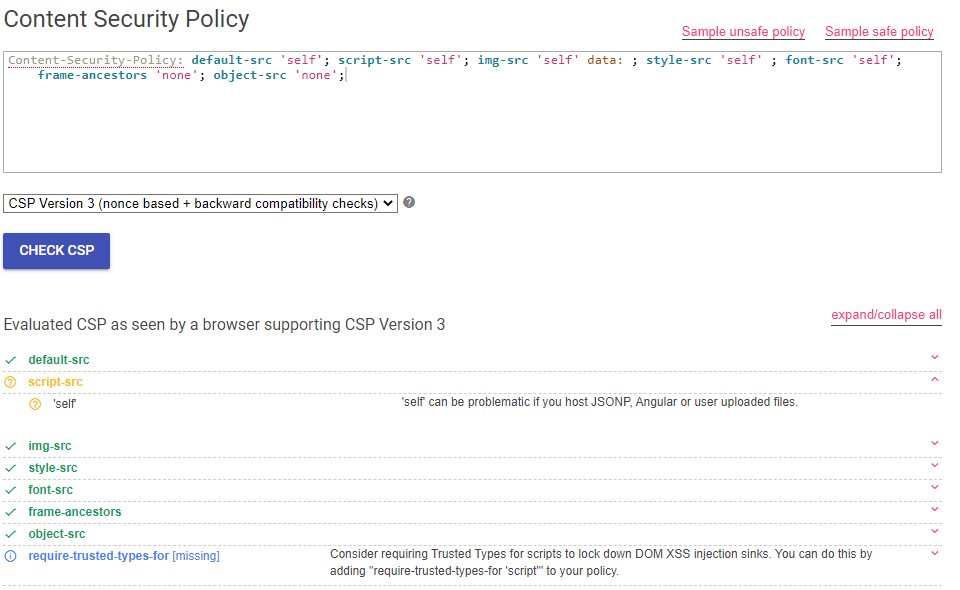 Content Security Policy
Sample unsafe policy Sample safe policy
Content-Security-Policy: default-src 'self'; script-src 'self'; img-src 'self' data: ; style-src 'self' ; font-src 'self';
frame-ancestors 'none'; object-src 'none';
CSP Version 3 (nonce based + backward compatibility checks) ?
CHECK CSP
expand/collapse all
Evaluated CSP as seen by a browser supporting CSP Version 3
default-src
script-src
'self' 'self' can be problematic if you host JSONP, Angular or user uploaded files.
img-src
style-src
font-src
frame-ancestors
object-src
require-trusted-types-for [missing] Consider requiring Trusted Types for scripts to lock down DOM XSS injection sinks. You can do this by
adding "require-trusted-types-for 'script'" to your policy.